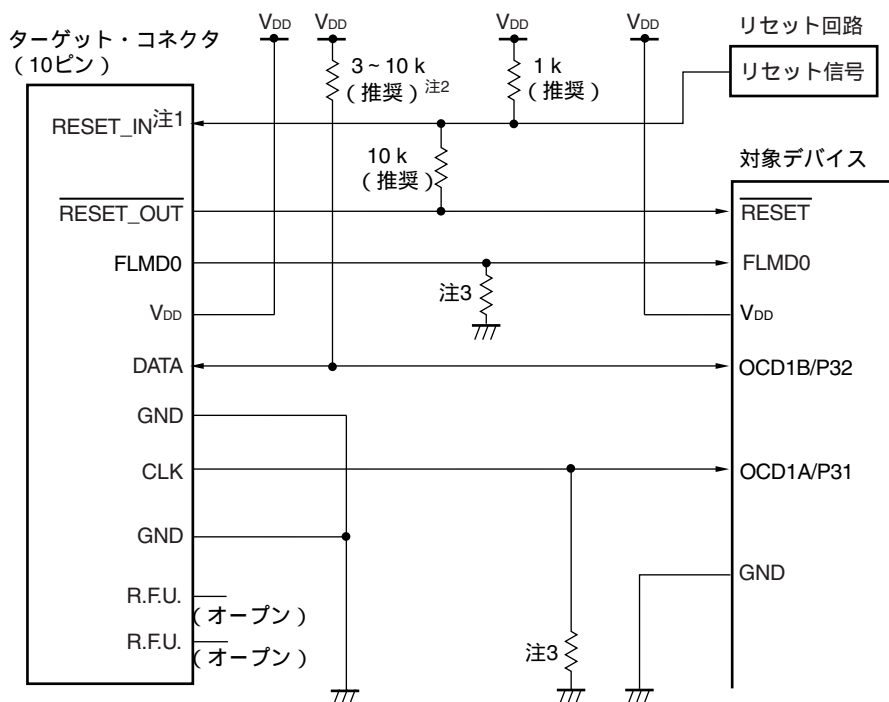 VDD
VDD
VDD
VDD
リセット回路
ターゲット・コネクタ
(10ピン)
3~10 k
(推奨)注2
1 k
(推奨)
リセット信号
RESET_IN注1
10 k
(推奨)
対象デバイス
RESET_OUT
RESET
FLMD0
FLMD0
注3
VDD
VDD
DATA
OCD1B/P32
GND
CLK
OCD1A/P31
GND
GND
R.F.U.
(オープン)
R.F.U.
(オープン)
注3